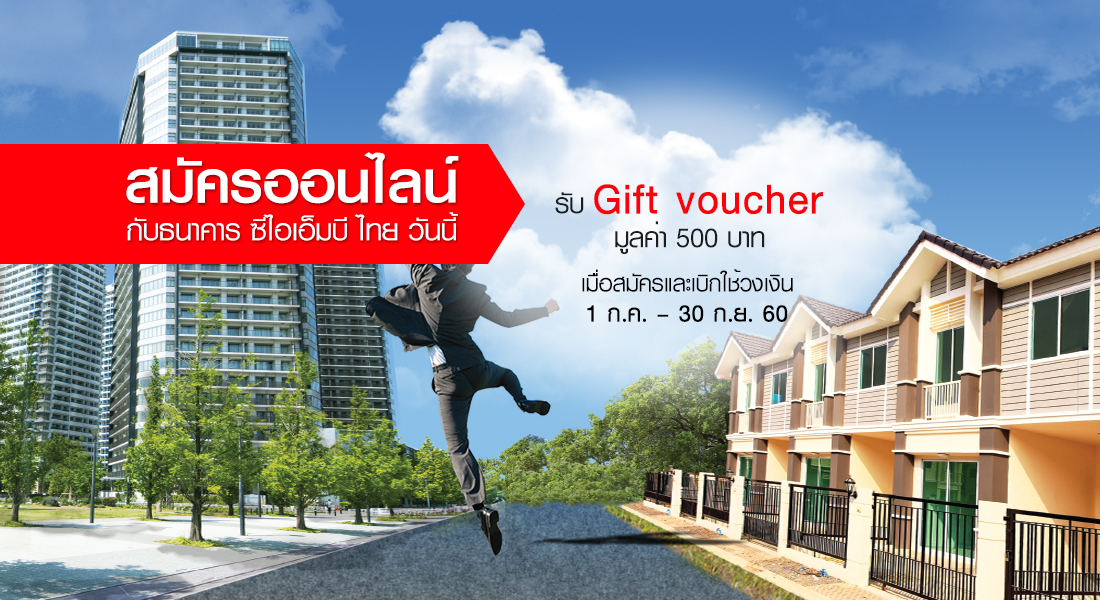 สมัครออนไลน์
กับธนาคาร ซีไอเอ็มบี ไทย วันนี้
รับ Gift voucher
มูลค่า 500 บาท
เมื่อสมัครและเบิกใช้วงเงิน
1 ก.ค. – 30 ก.ย. 60